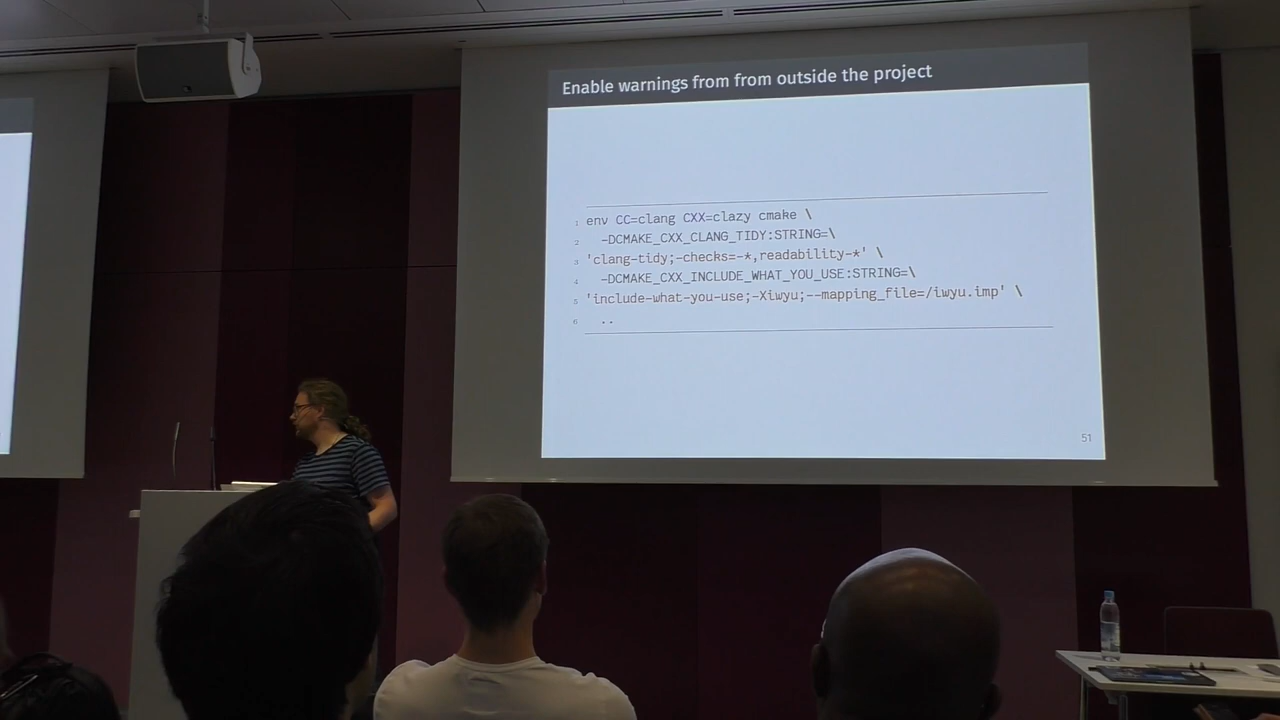 Enable warnings from from outside the project
1 env CC=clang CXX=clazy cmake \
2 -DCMAKE_CXX_CLANG_TIDY:STRING=\
3 'clang-tidy;-checks=-*,readability-*' \
4 -DCMAKE_CXX_INCLUDE_WHAT_YOU_USE:STRING=\
5 'include-what-you-use;-Xiwyu;--mapping_file=/iwyu.imp' \
6 ..
51